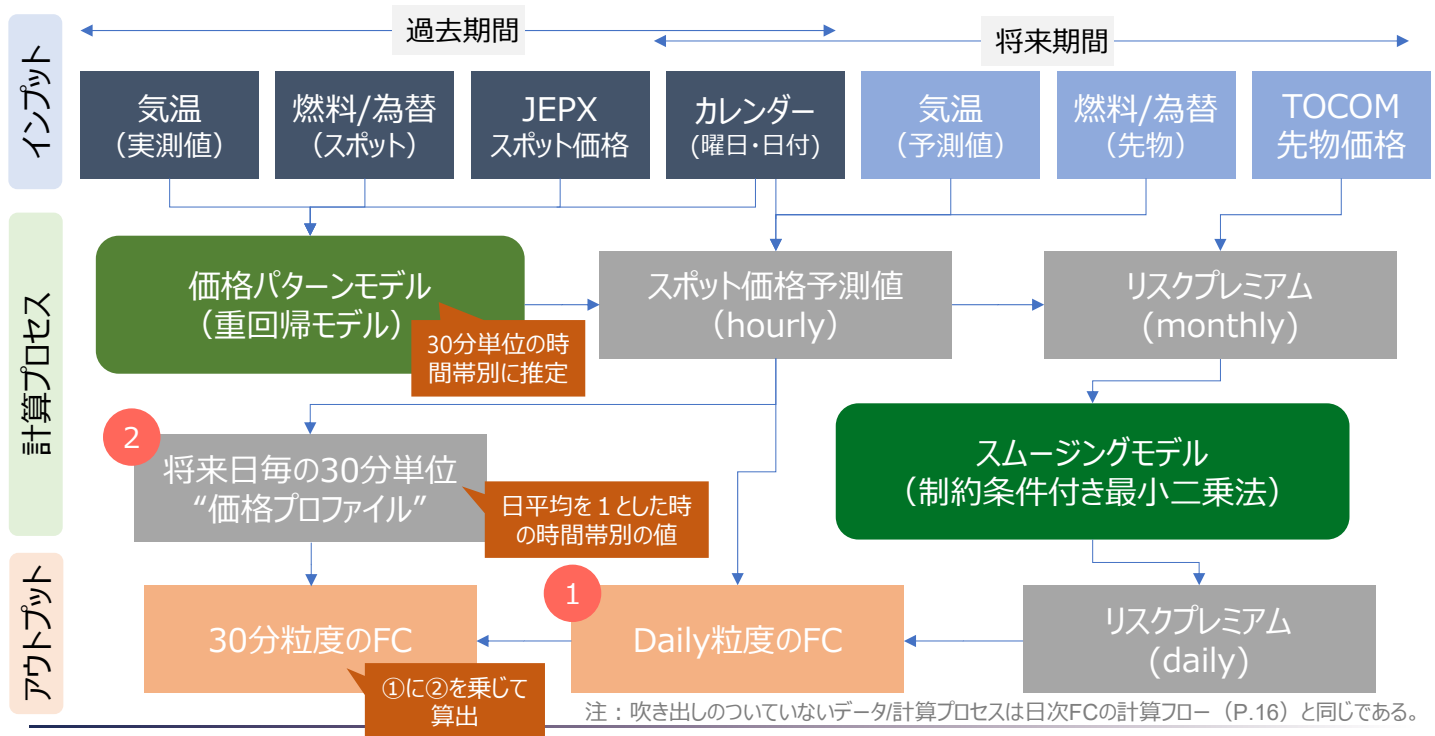 過去期間
将来期間
インプット
気温
（実測値）
燃料/為替
（スポット）
JEPX
スポット価格
カレンダー
(曜日・日付)
気温
（予測値）
燃料/為替
（先物）
TOCOM
先物価格
計算プロセス
価格パターンモデル
（重回帰モデル）
30分単位の時
間帯別に推定
スポット価格予測値
（hourly）
リスクプレミアム
(monthly)
2
将来日毎の30分単位
“価格プロファイル”
日平均を１とした時
の時間帯別の値
スムージングモデル
（制約条件付き最小二乗法）
アウトプット
30分粒度のFC
①に②を乗じて
算出
1
Daily粒度のFC
リスクプレミアム
(daily)
注：吹き出しのついていないデータ/計算プロセスは日次FCの計算フロー（P.16）と同じである。